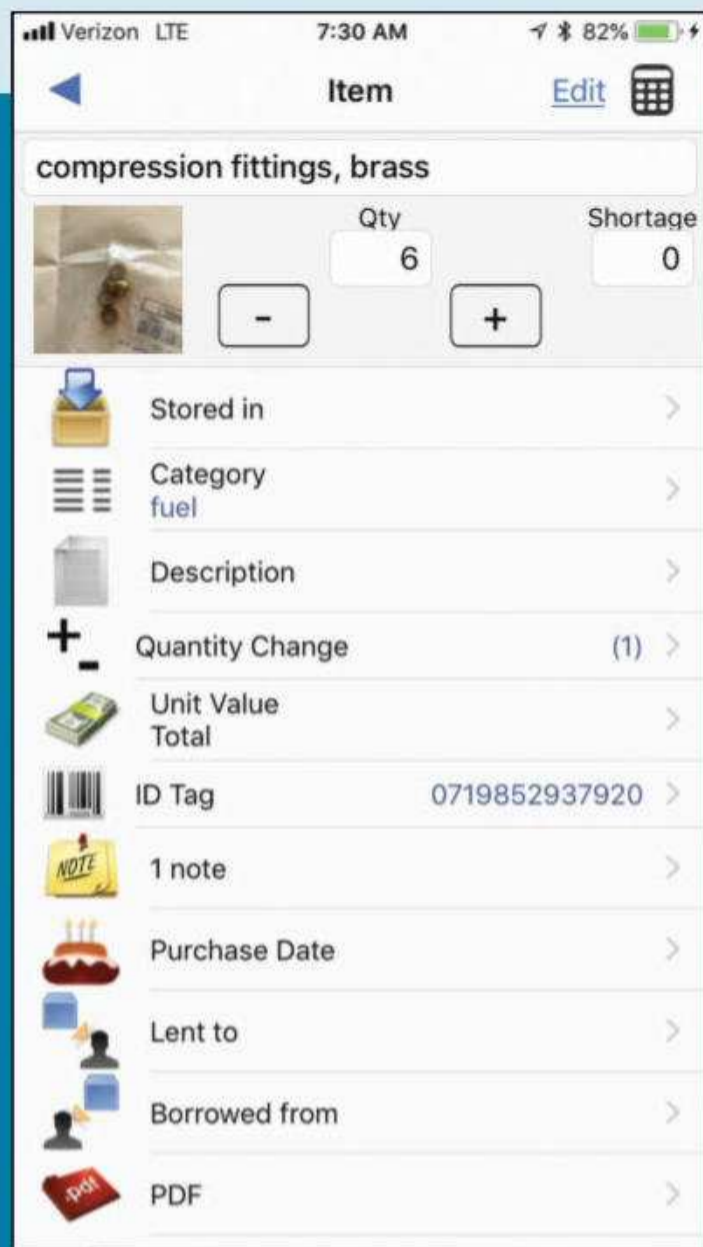 Verizon LTE 7:30 AM 82%
Item Edit
compression fittings, brass
Qty Shortage
6 0
- +
Stored in
Category
fuel
Description
+- Quantity Change (1)
Unit Value
Total
ID Tag 0719852937920
NOTE 1 note
Purchase Date
Lent to
Borrowed from
.pdf PDF